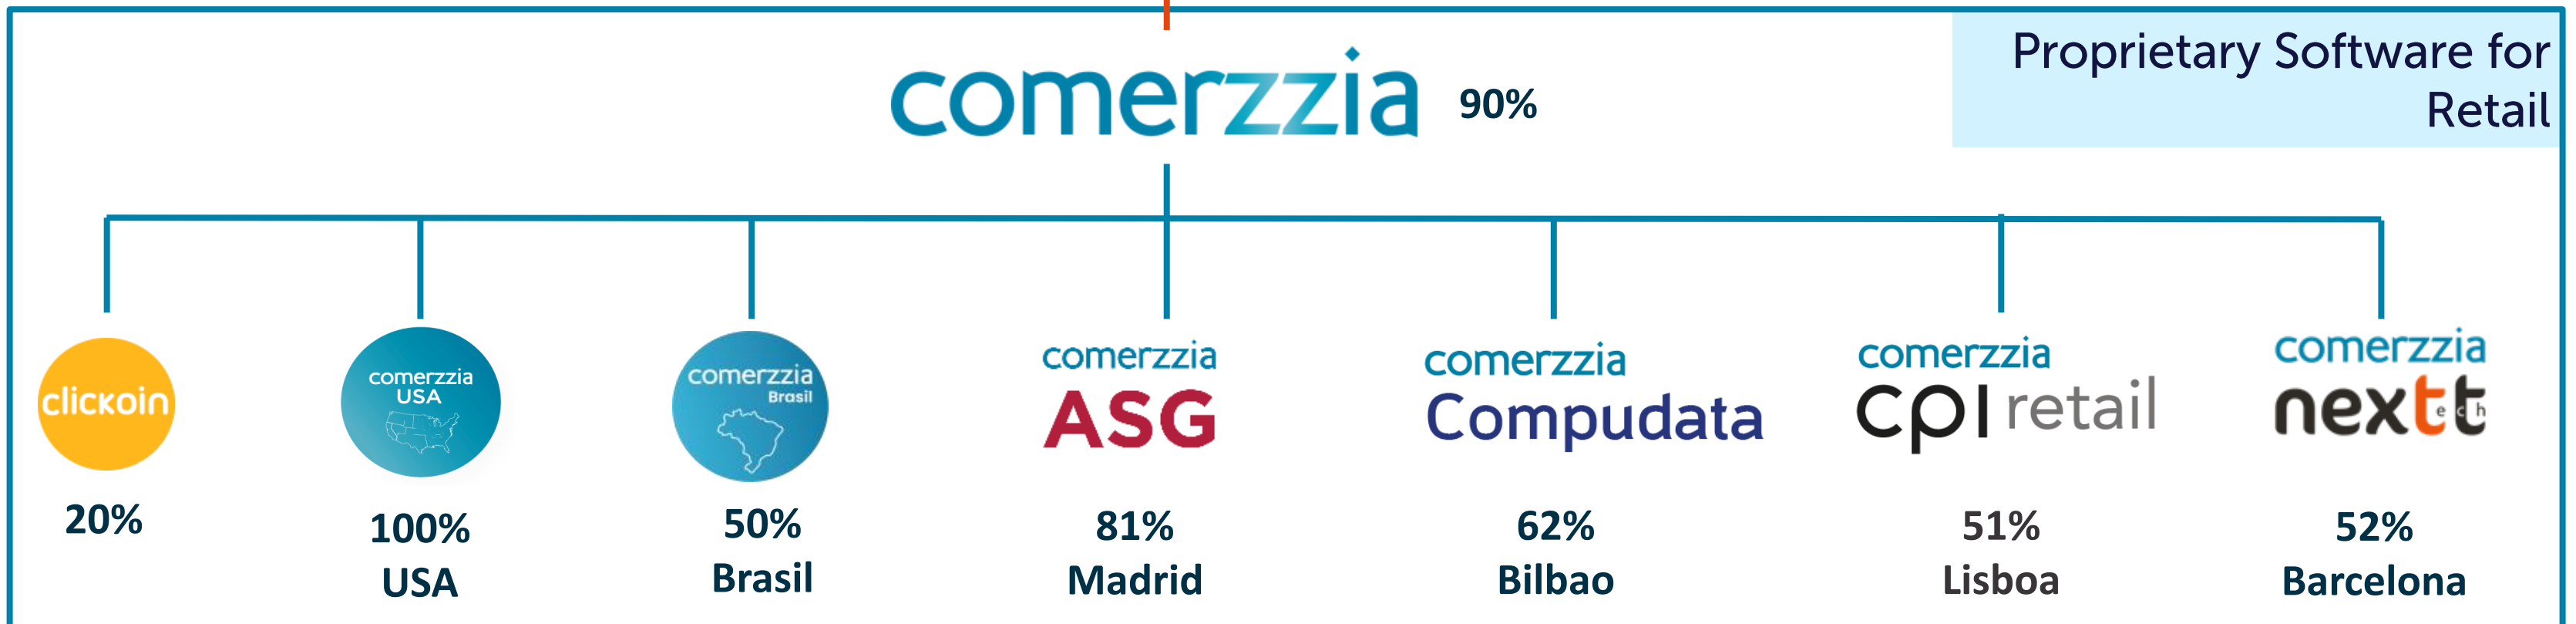 Proprietary Software for
Retail
comerzzia 90%
clickoin
20%
comerzzia
USA
100%
USA
comerzzia
Brasil
50%
Brasil
comerzzia
ASG
81%
Madrid
comerzzia
Compudata
62%
Bilbao
comerzzia
cpi retail
51%
Lisboa
comerzzia
nextt
ech
52%
Barcelona